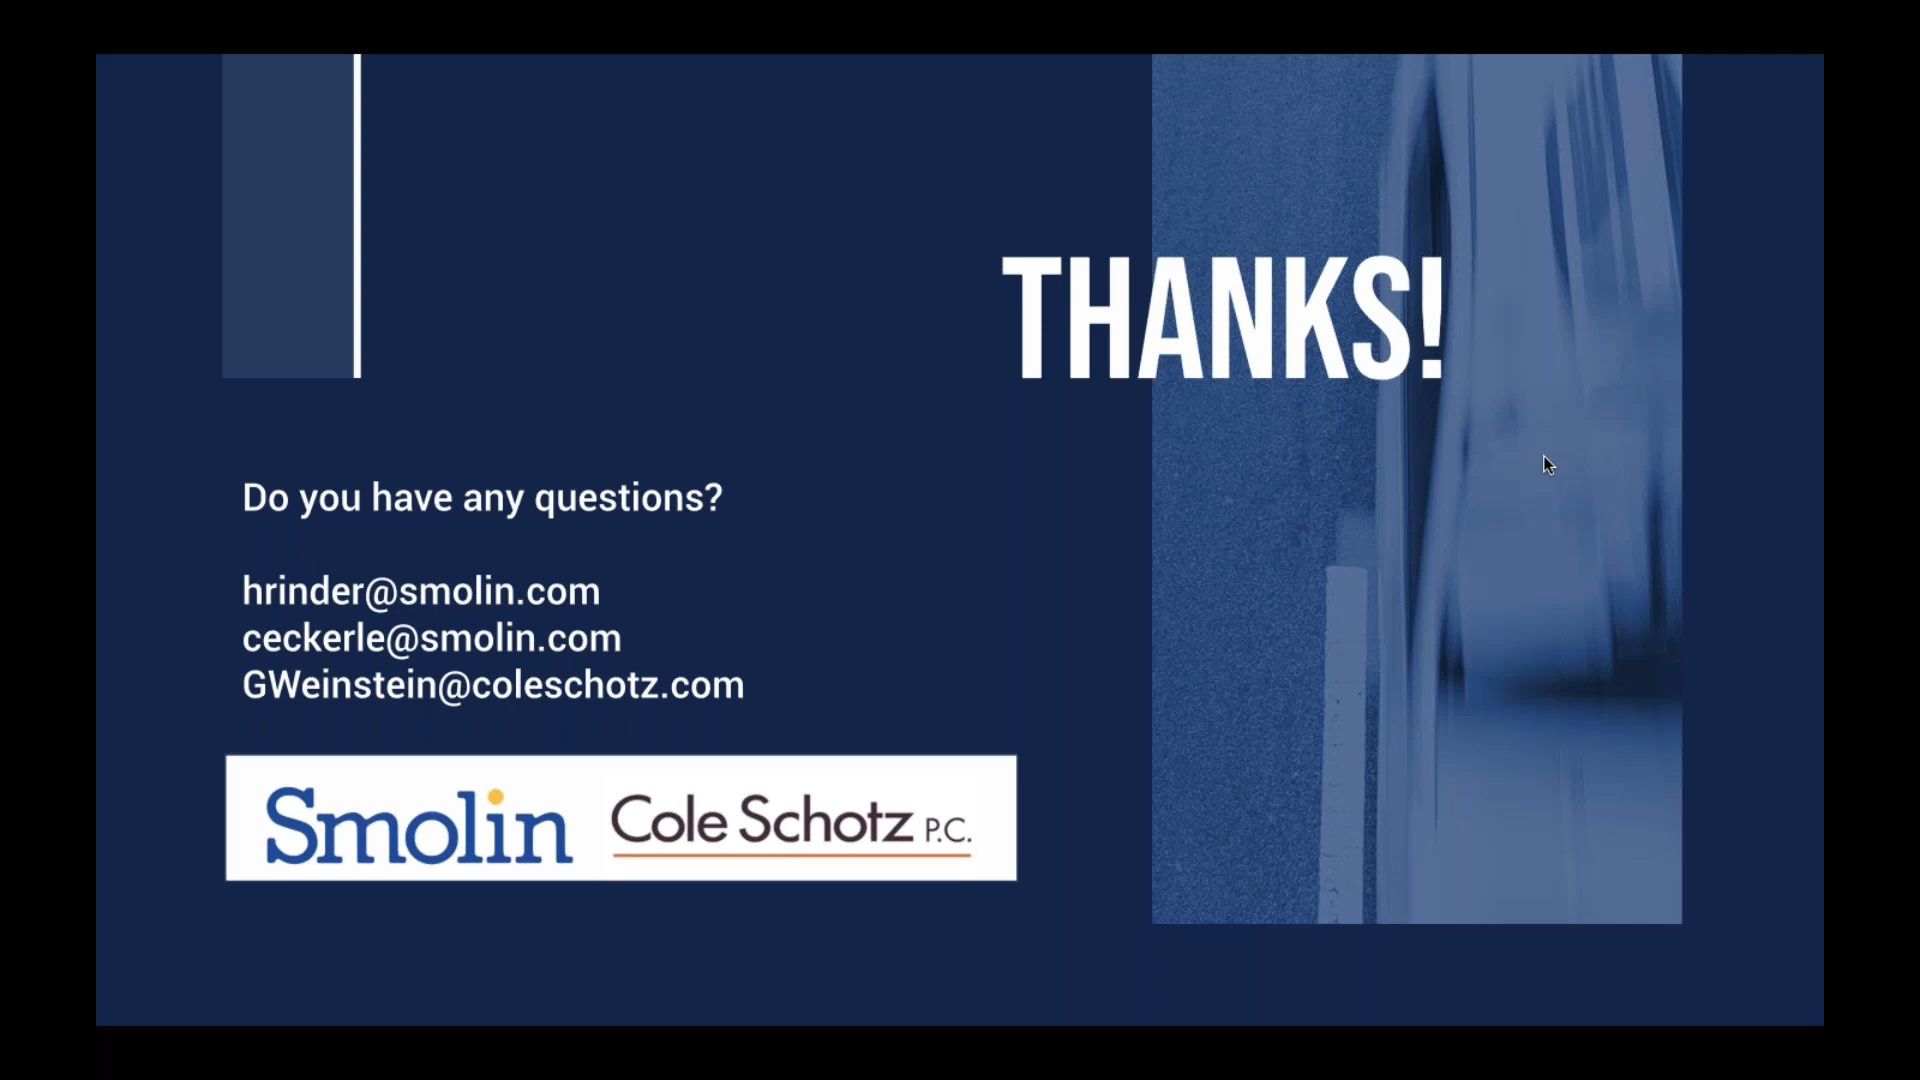 THANKS!
Do you have any questions?
hrinder@smolin.com
ceckerle@smolin.com
GWeinstein@coleschotz.com
Smolin
Cole Schotz P.C.